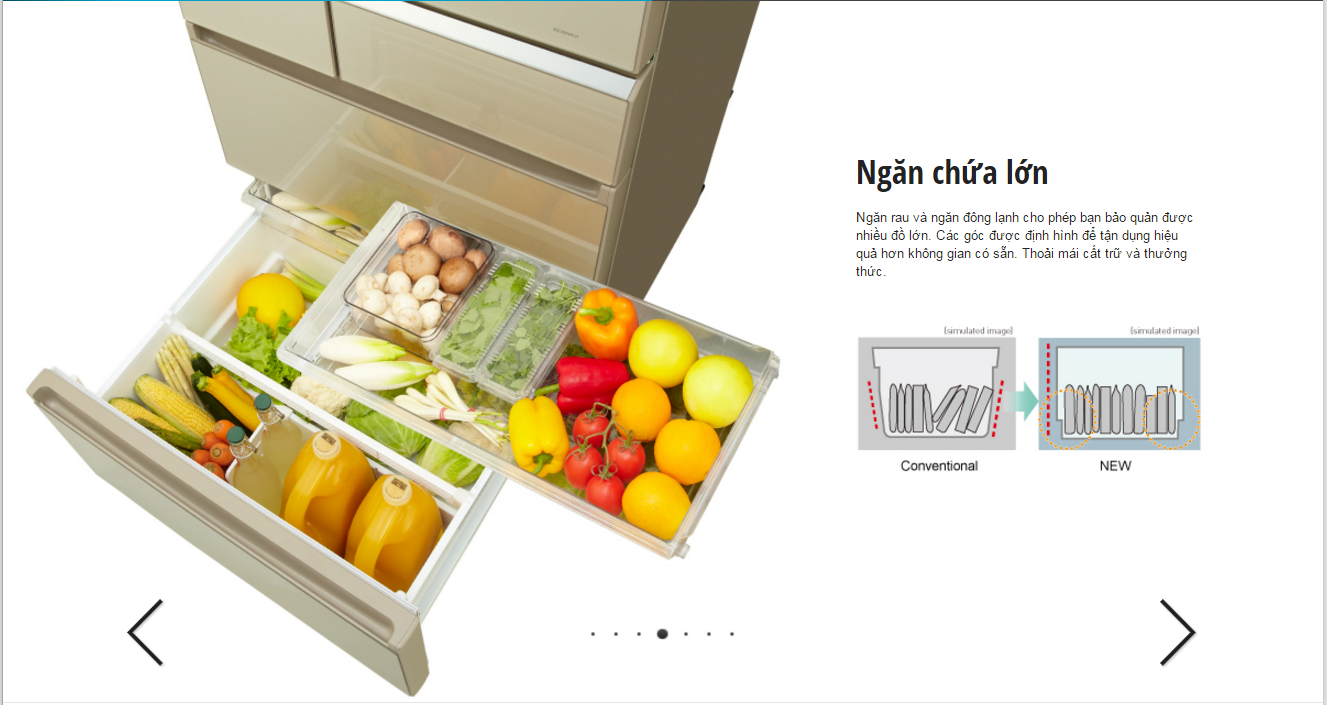 Ngăn chứa lớn
Ngăn rau và ngăn đông lạnh cho phép bạn bảo quản được
nhiều đồ lớn. Các góc được định hình để tận dụng hiệu
quả hơn không gian có sẵn. Thoải mái cất trữ và thưởng
thức.
[simulated image]
[simulated image]
Conventional
NEW